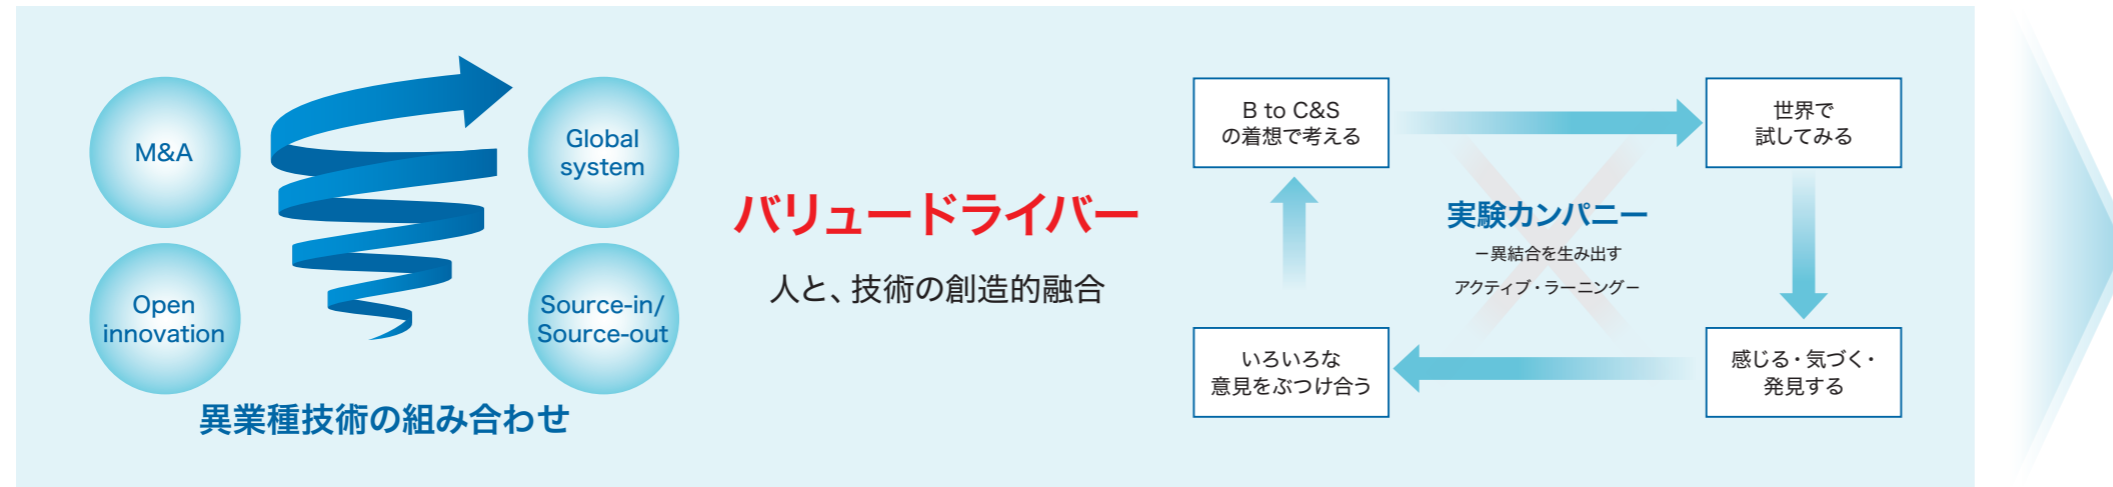 M&A
Global
system
Open
innovation
Source-in/
Source-out
異業種技術の組み合わせ
バリュードライバー
人と、技術の創造的融合
B to C&S
の着想で考える
世界で
試してみる
実験カンパニー
－異結合を生み出す
アクティブ・ラーニング－
いろいろな
意見をぶつけ合う
感じる・気づく・
発見する